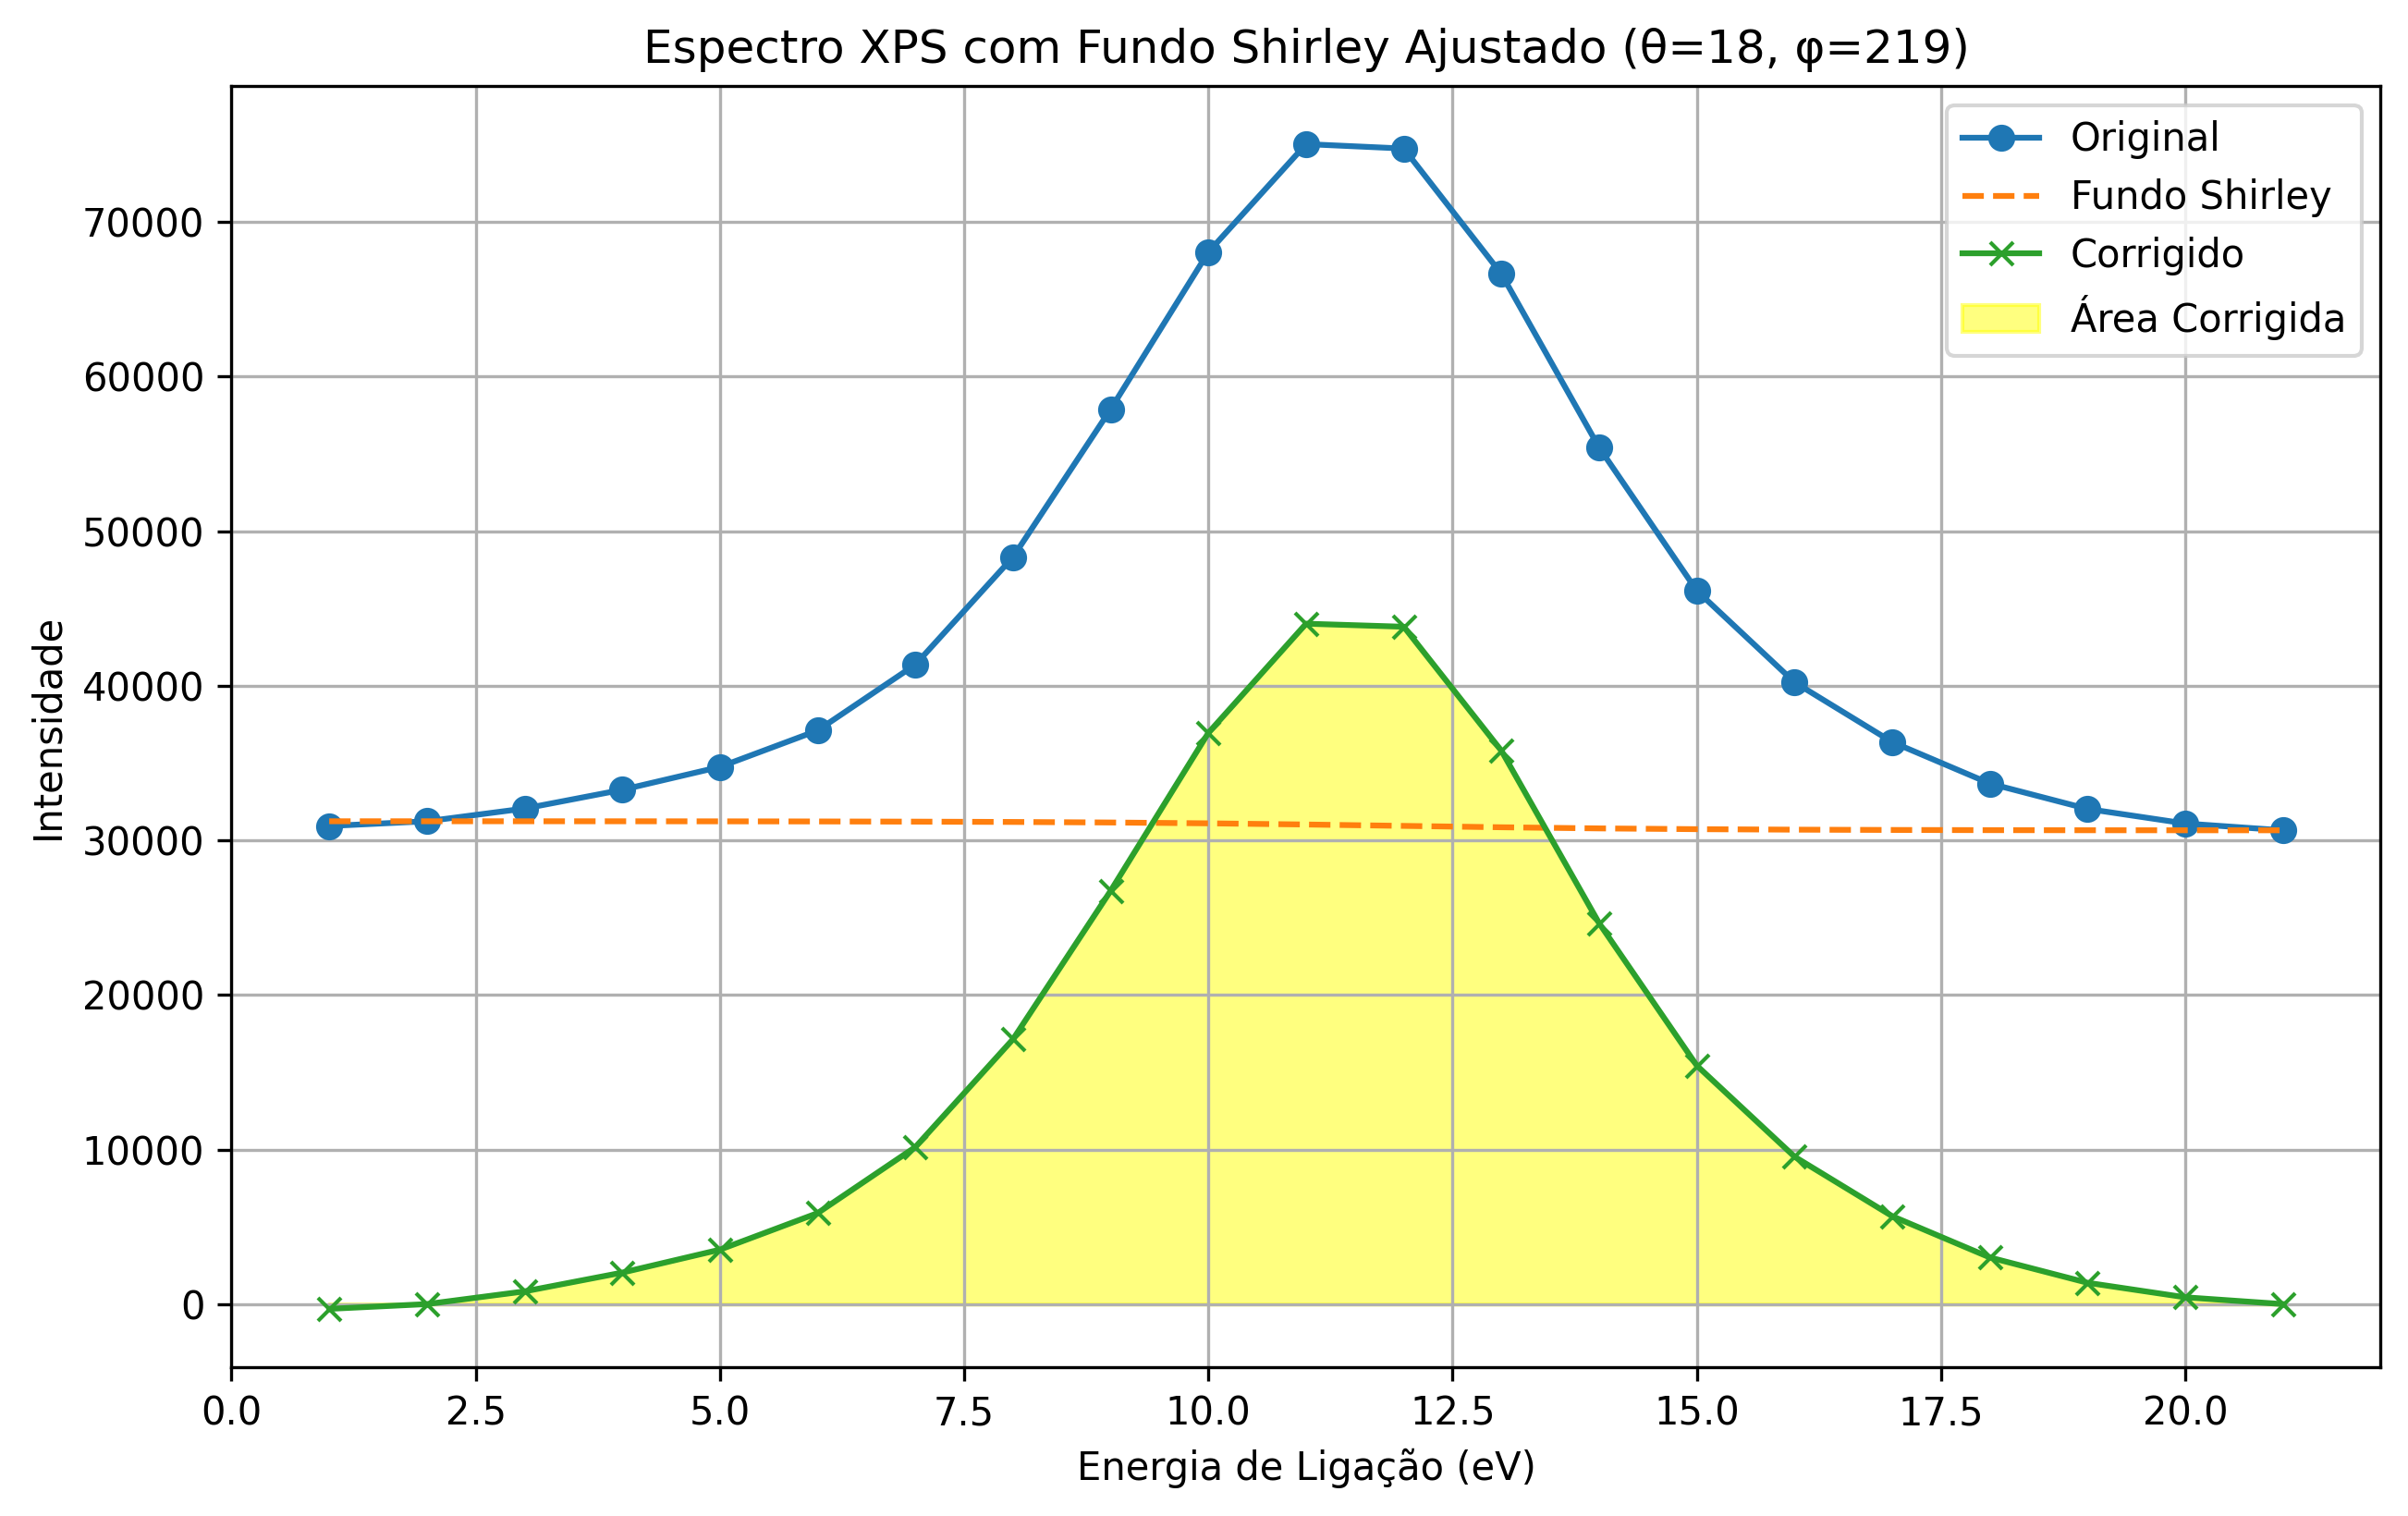 Espectro XPS com Fundo Shirley Ajustado (θ=18, φ=219)
Original
Fundo Shirley
Corrigido
Área Corrigida
Intensidade
70000
60000
50000
40000
30000
20000
10000
0
0.0 2.5 5.0 7.5 10.0 12.5 15.0 17.5 20.0
Energia de Ligação (eV)